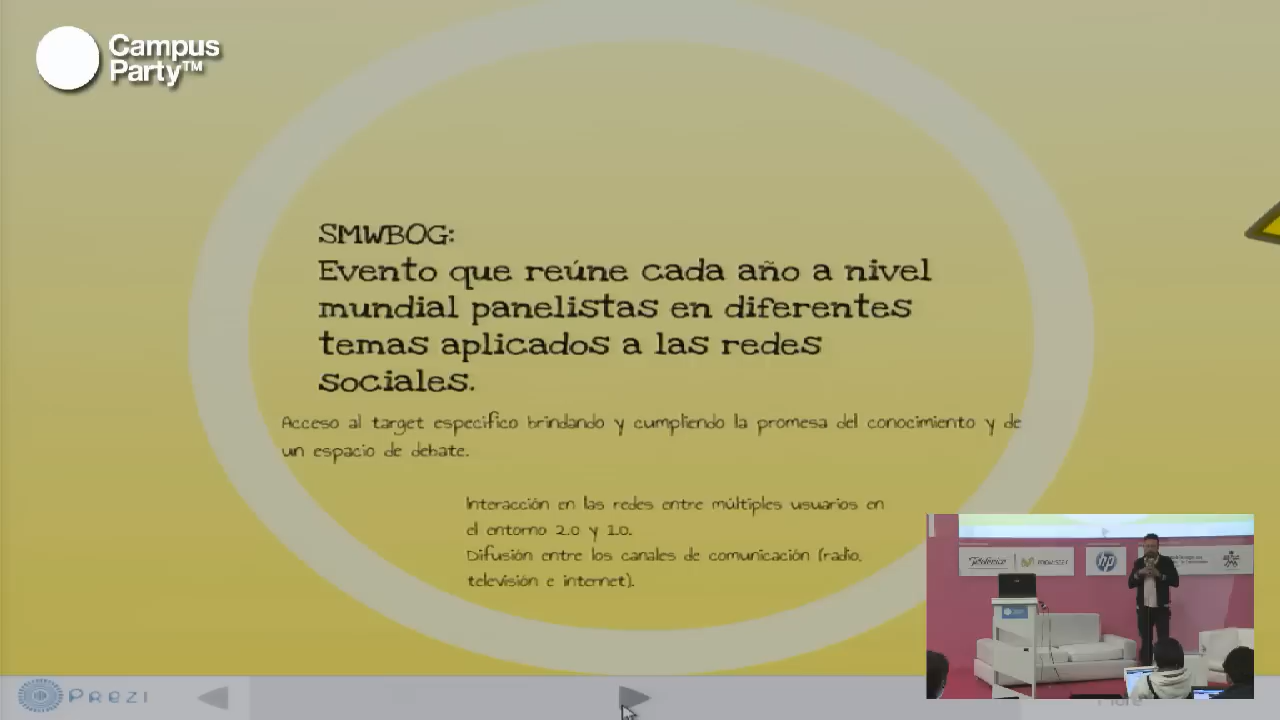 Campus
Party™
SMWBOG:
Evento que reúne cada año a nivel
mundial panelistas en diferentes
temas aplicados a las redes
sociales.
Acceso al target especifico brindando y cumpliendo la promesa del conocimiento y de
un espacio de debate.
Interacción en las redes entre múltiples usuarios en
el entorno 2.0 y 1.0.
Difusión entre los canales de comunicación (radio,
televisión e internet).
Telefónica
hp
PREZI
More